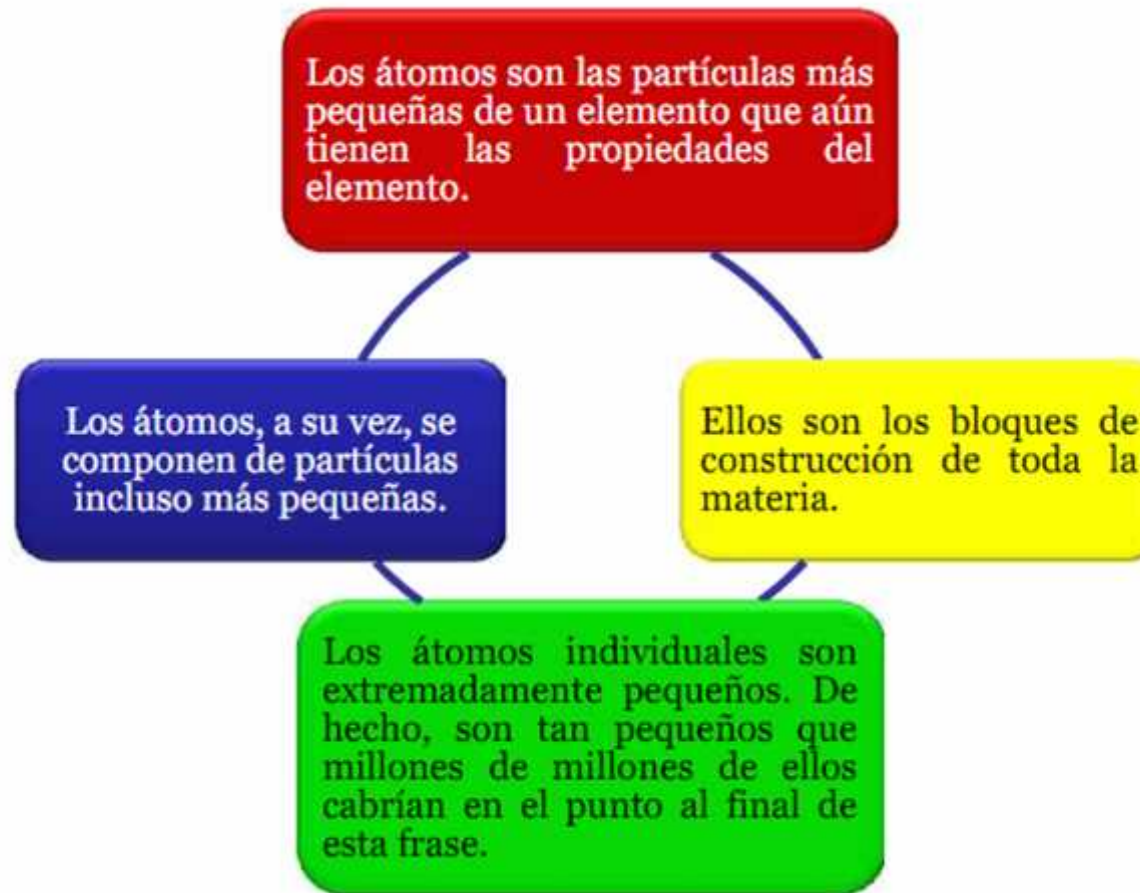 Los átomos son las partículas más
pequeñas de un elemento que aún
tienen las propiedades del
elemento.
Ellos son los bloques de
construcción de toda la
materia.
Los átomos individuales son
extremadamente pequeños. De
hecho, son tan pequeños que
millones de millones de ellos
cabrían en el punto al final de
esta frase.
Los átomos, a su vez, se
componen de partículas
incluso más pequeñas.